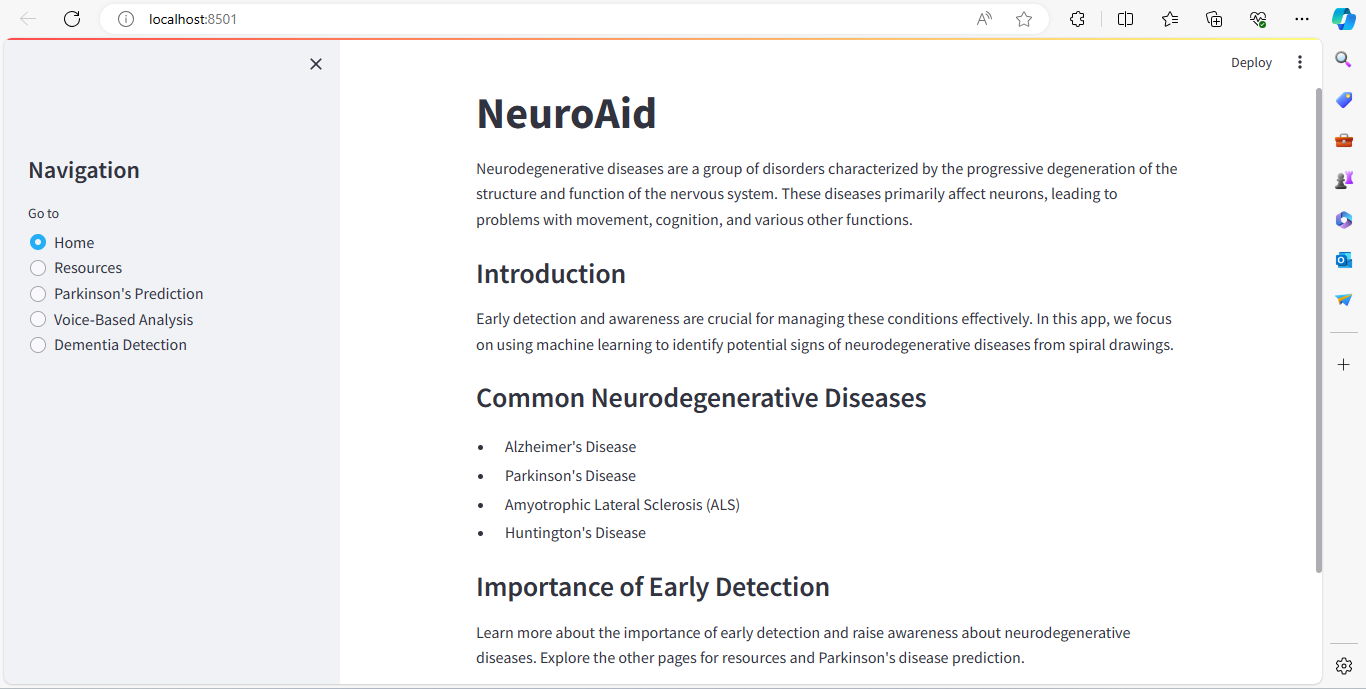 localhost:8501
Deploy
Navigation
Go to
Home
Resources
Parkinson's Prediction
Voice-Based Analysis
Dementia Detection
NeuroAid
Neurodegenerative diseases are a group of disorders characterized by the progressive degeneration of the
structure and function of the nervous system. These diseases primarily affect neurons, leading to
problems with movement, cognition, and various other functions.
Introduction
Early detection and awareness are crucial for managing these conditions effectively. In this app, we focus
on using machine learning to identify potential signs of neurodegenerative diseases from spiral drawings.
Common Neurodegenerative Diseases
• Alzheimer's Disease
• Parkinson's Disease
• Amyotrophic Lateral Sclerosis (ALS)
• Huntington's Disease
Importance of Early Detection
Learn more about the importance of early detection and raise awareness about neurodegenerative
diseases. Explore the other pages for resources and Parkinson's disease prediction.